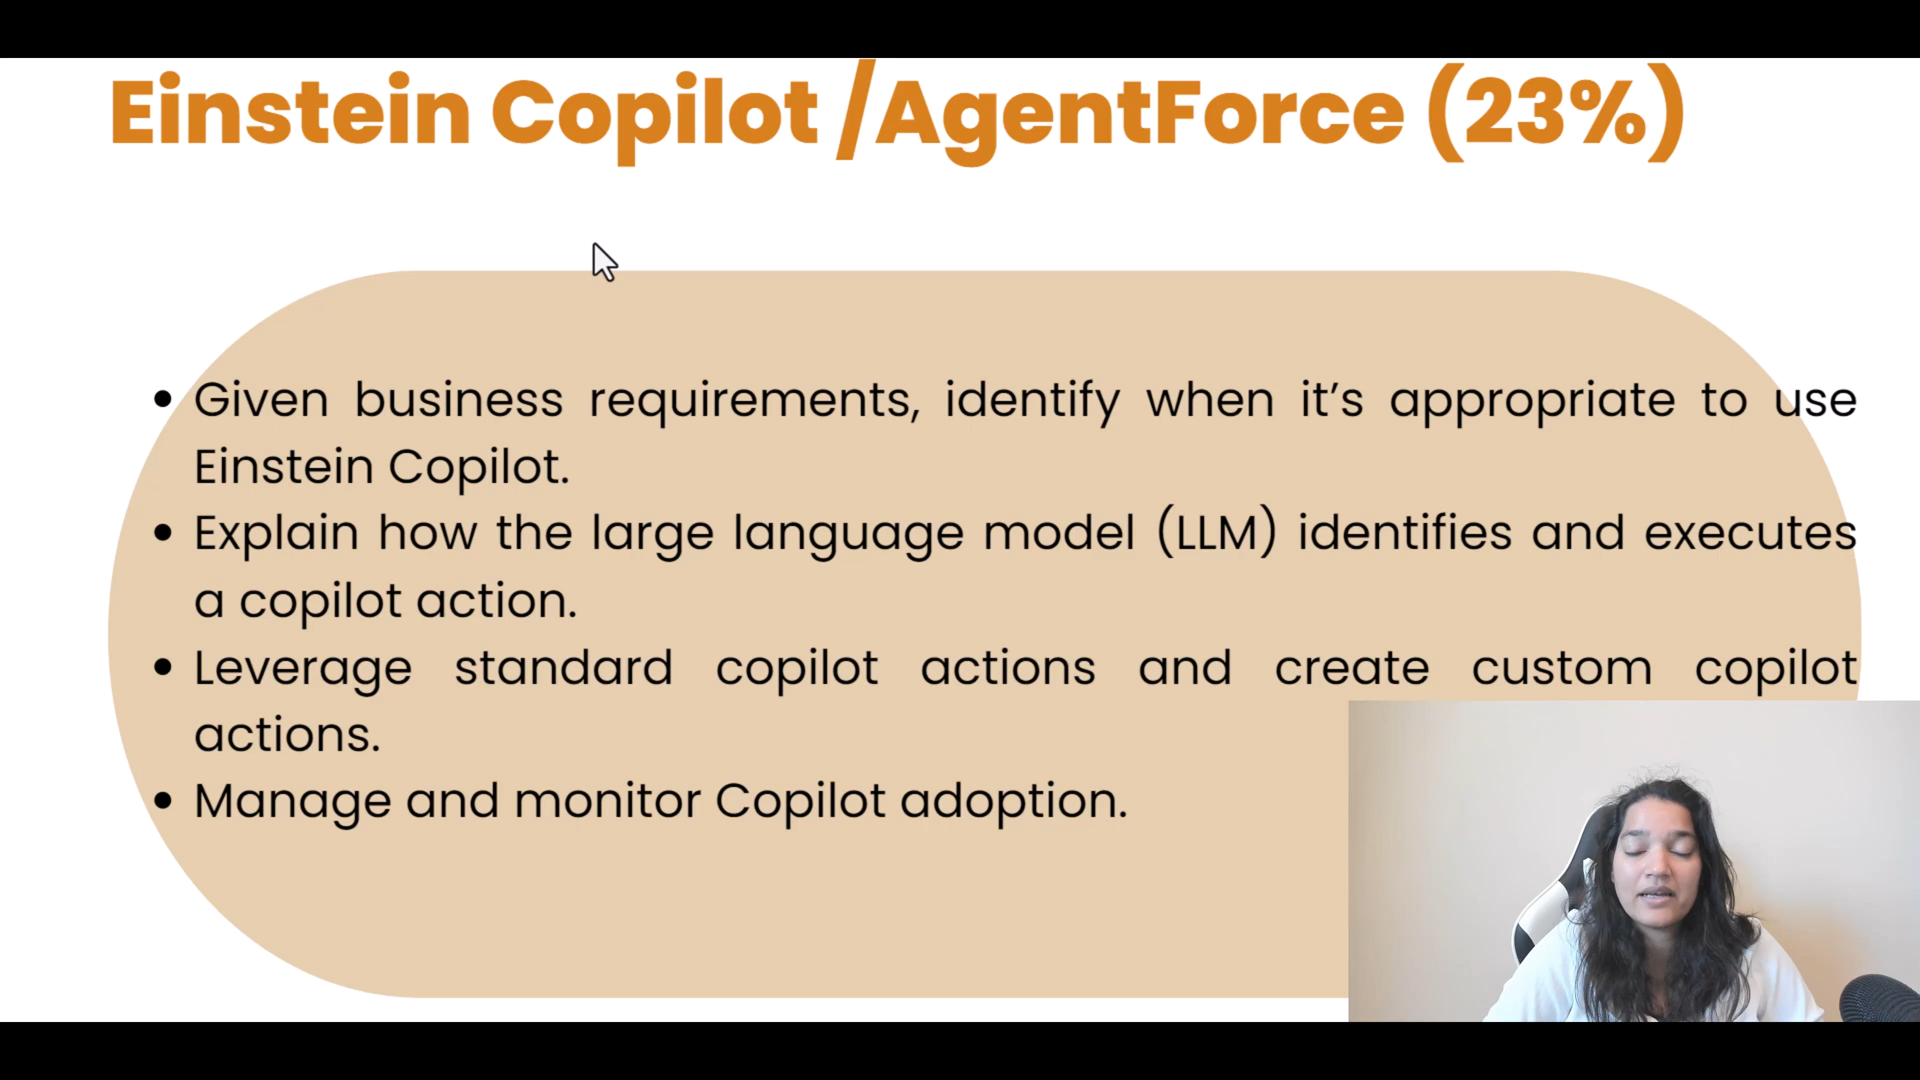 Einstein Copilot /AgentForce (23%)
• Given business requirements, identify when it’s appropriate to use
Einstein Copilot.
• Explain how the large language model (LLM) identifies and executes
a copilot action.
• Leverage standard copilot actions and create custom copilot
actions.
• Manage and monitor Copilot adoption.